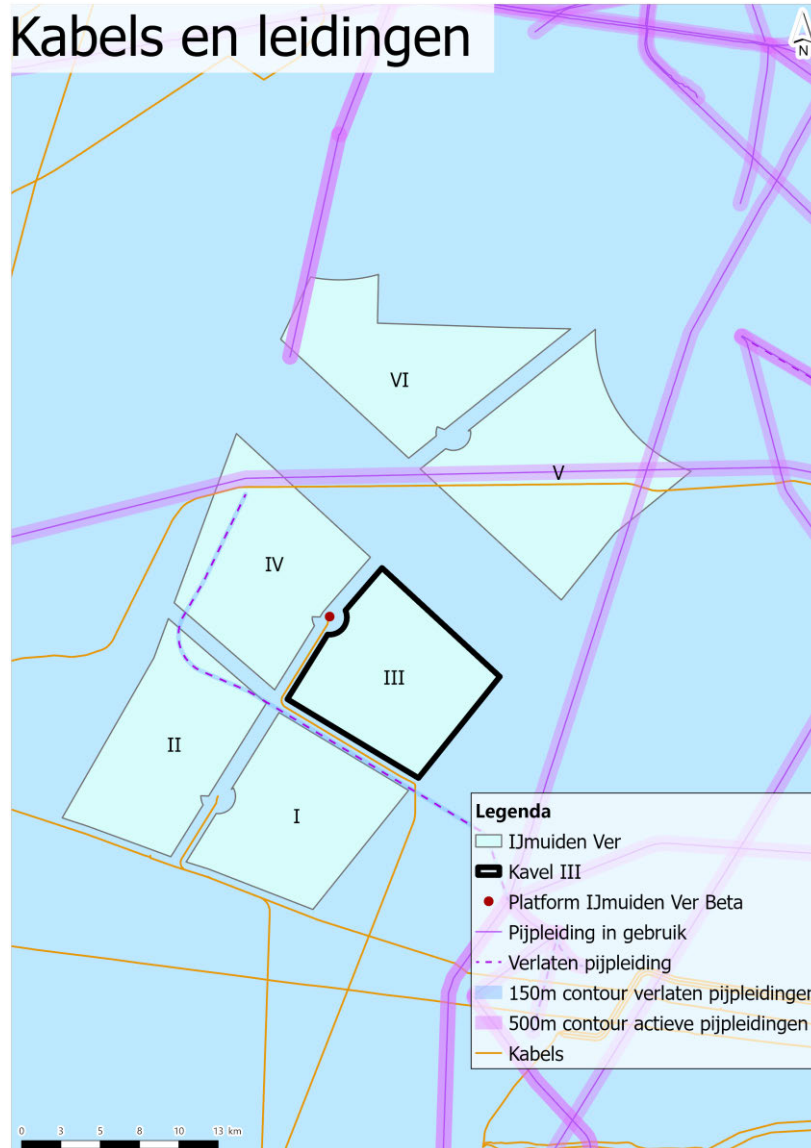 Kabels en leidingen
N
VI
V
IV
III
II
I
Legenda
IJmuiden Ver
Kavel III
Platform IJmuiden Ver Beta
Pijpleiding in gebruik
Verlaten pijpleiding
150m contour verlaten pijpleidingen
500m contour actieve pijpleidingen
Kabels
0 3 5 8 10 13 km